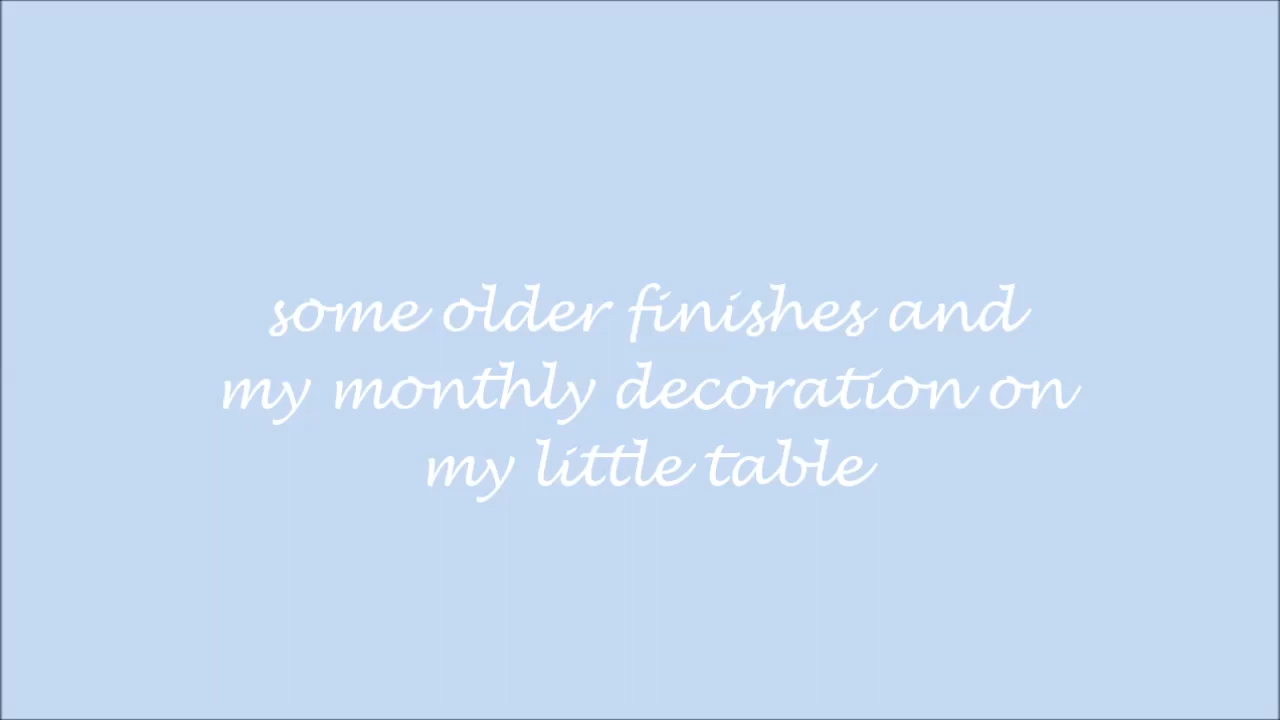 some older finishes and
my monthly decoration on
my little table